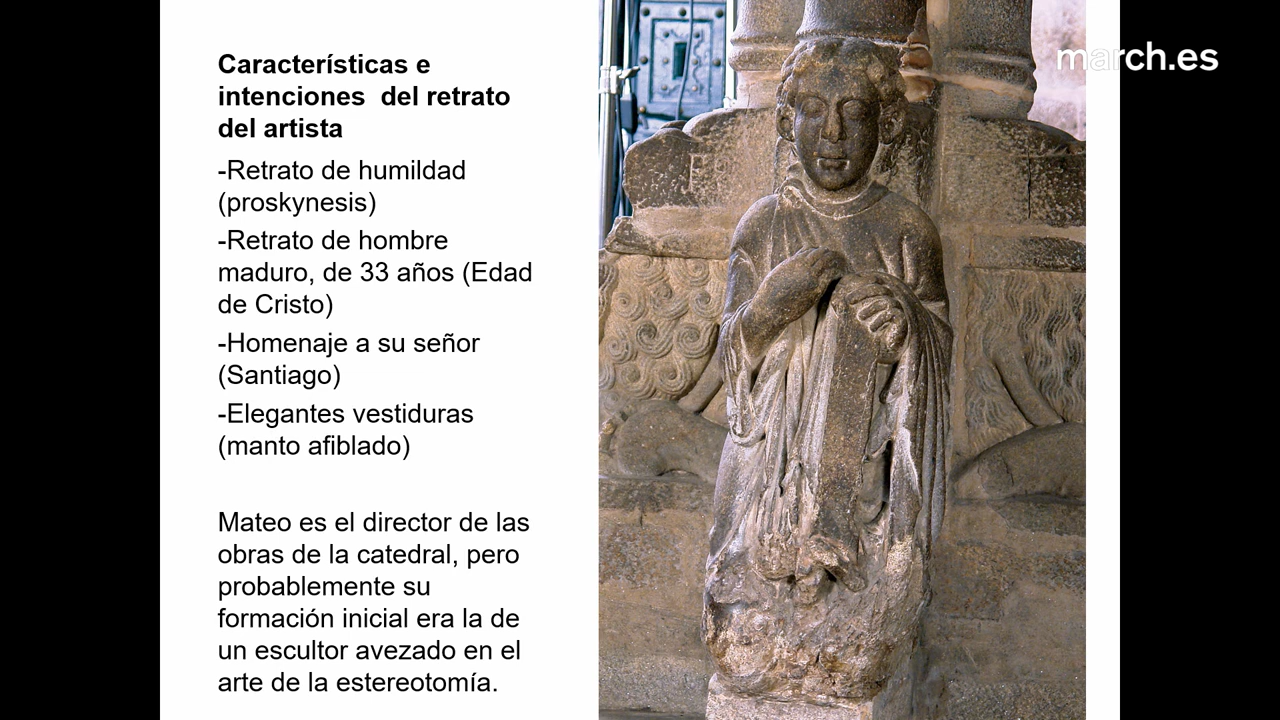 Características e
intenciones  del retrato
del artista
-Retrato de humildad
(proskynesis)
-Retrato de hombre
maduro, de 33 años (Edad
de Cristo)
-Homenaje a su señor
(Santiago)
-Elegantes vestiduras
(manto afiblado)
Mateo es el director de las
obras de la catedral, pero
probablemente su
formación inicial era la de
un escultor avezado en el
arte de la estereotomía.
march.es